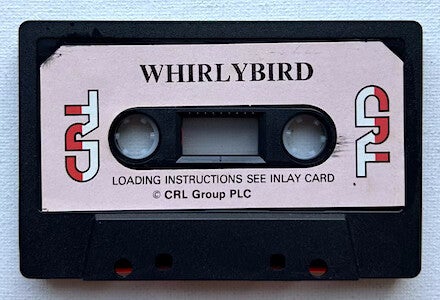 WHIRLYBIRD
CRL
CRL
LOADING INSTRUCTIONS SEE INLAY CARD
© CRL Group PLC